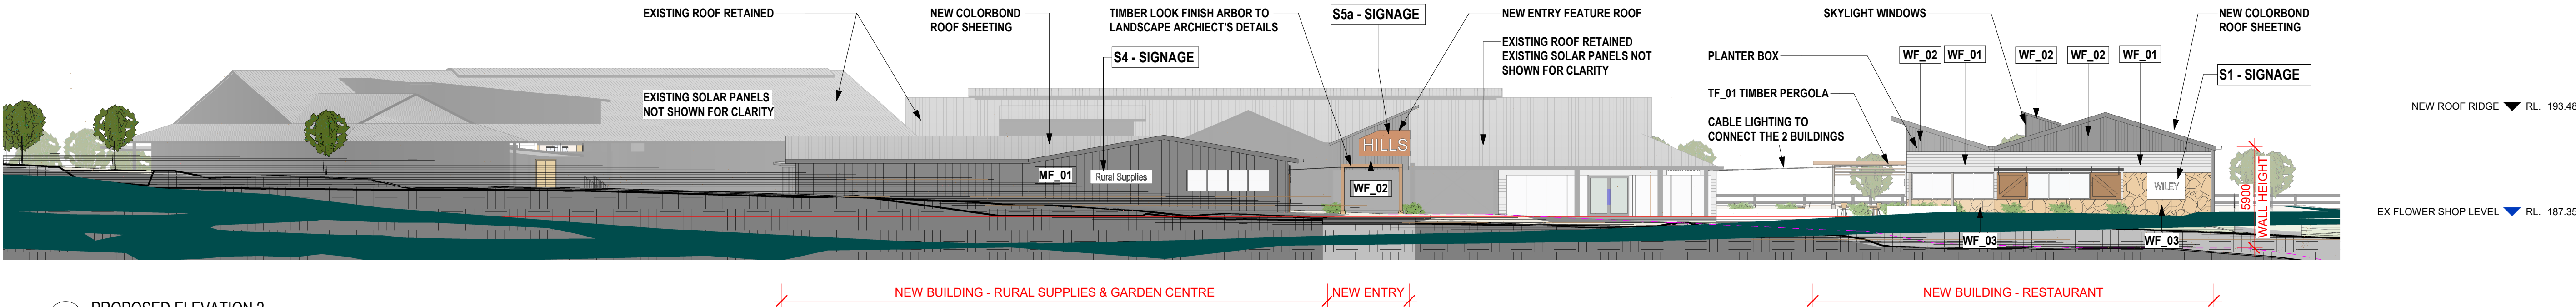 EXISTING ROOF RETAINED
NEW COLORBOND
ROOF SHEETING
TIMBER LOOK FINISH ARBOR TO
LANDSCAPE ARCHIECT'S DETAILS
S5a - SIGNAGE
NEW ENTRY FEATURE ROOF
SKYLIGHT WINDOWS
NEW COLORBOND
ROOF SHEETING
S4 - SIGNAGE
EXISTING ROOF RETAINED
EXISTING SOLAR PANELS NOT
SHOWN FOR CLARITY
PLANTER BOX
WF_02
WF_01
WF_02
WF_02
WF_01
S1 - SIGNAGE
EXISTING SOLAR PANELS
NOT SHOWN FOR CLARITY
TF_01 TIMBER PERGOLA
NEW ROOF RIDGE
RL. 193.48
CABLE LIGHTING TO
CONNECT THE 2 BUILDINGS
HILLS
MF_01
Rural Supplies
WF_02
WILEY
5900
WALL HEIGHT
EX FLOWER SHOP LEVEL
RL. 187.35
WF_03
WF_03
NEW BUILDING - RURAL SUPPLIES & GARDEN CENTRE
NEW ENTRY
NEW BUILDING - RESTAURANT
PROPOSED ELEVATION 2